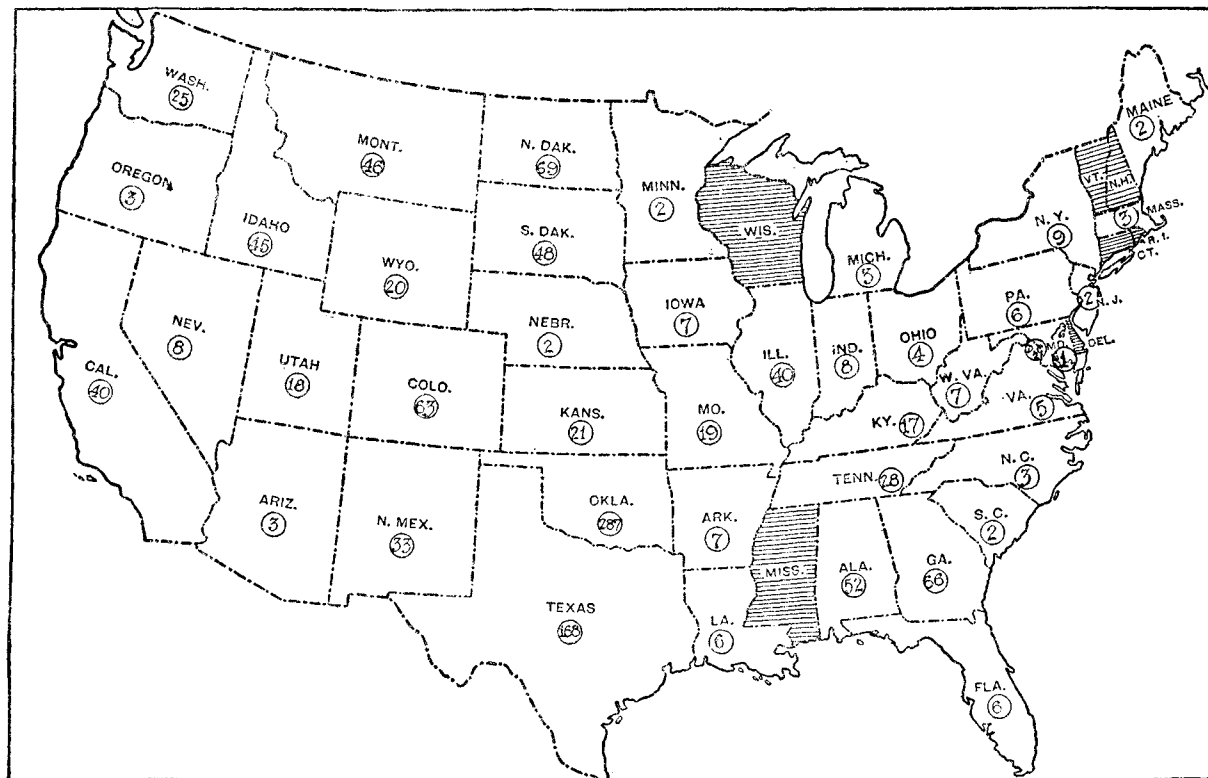 WASH.
25
OREGON
3
CAL.
40
NEV.
8
IDAHO
45
MONT.
46
WYO.
20
UTAH
18
COLO.
63
ARIZ.
3
N. MEX.
33
N. DAK.
69
S. DAK.
48
NEBR.
2
KANS.
21
OKLA.
287
TEXAS
168
MINN.
2
IOWA
7
MO.
19
ARK.
7
LA.
6
WIS.
ILL.
40
MICH.
5
IND.
8
OHIO
4
KY.
17
TENN.
28
MISS.
ALA.
52
GA.
66
FLA.
6
S. C.
2
N. C.
3
VA.
5
W. VA.
7
MD.
DEL.
PA.
6
N. J.
2
N. Y.
9
CT.
R. I.
MASS.
3
VT.
N.H.
MAINE
2